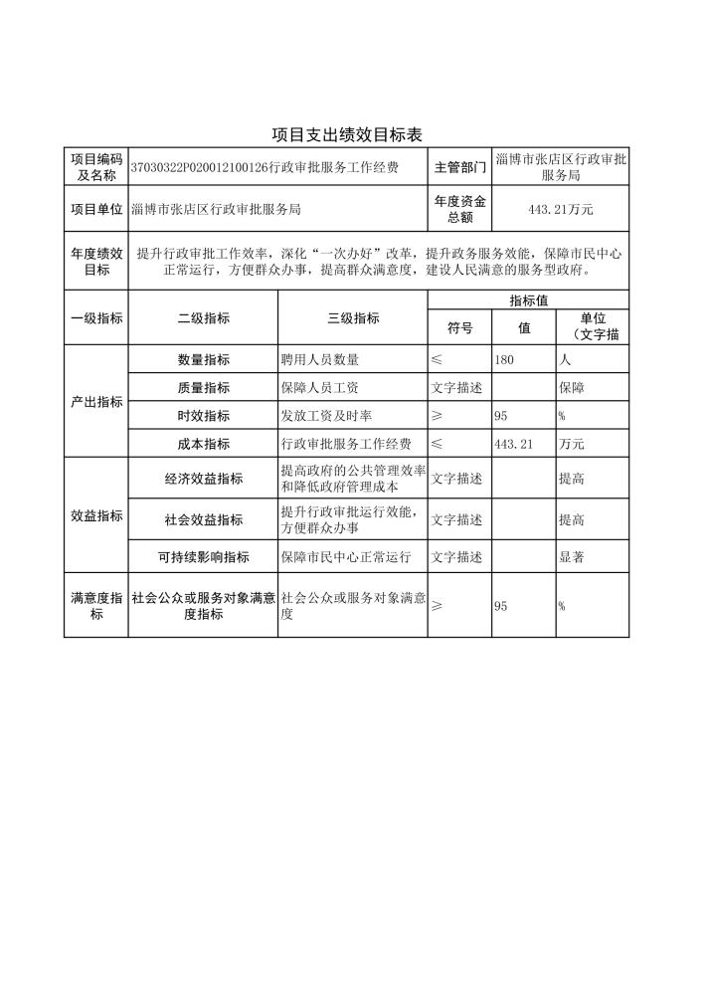 项目支出绩效目标表
项目编码
及名称
37030322P020012100126行政审批服务工作经费
主管部门
淄博市张店区行政审批
服务局
项目单位
淄博市张店区行政审批服务局
年度资金
总额
443.21万元
年度绩效
目标
提升行政审批工作效率，深化“一次办好”改革，提升政务服务效能，保障市民中心
正常运行，方便群众办事，提高群众满意度，建设人民满意的服务型政府。
一级指标
二级指标
三级指标
指标值
符号
值
单位
（文字描
产出指标
数量指标
聘用人员数量
≤
180
人
质量指标
保障人员工资
文字描述
保障
时效指标
发放工资及时率
≥
95
%
成本指标
行政审批服务工作经费
≤
443.21
万元
效益指标
经济效益指标
提高政府的公共管理效率
和降低政府管理成本
文字描述
提高
社会效益指标
提升行政审批运行效能，
方便群众办事
文字描述
提高
可持续影响指标
保障市民中心正常运行
文字描述
显著
满意度指
标
社会公众或服务对象满意
度指标
社会公众或服务对象满意
度
≥
95
%